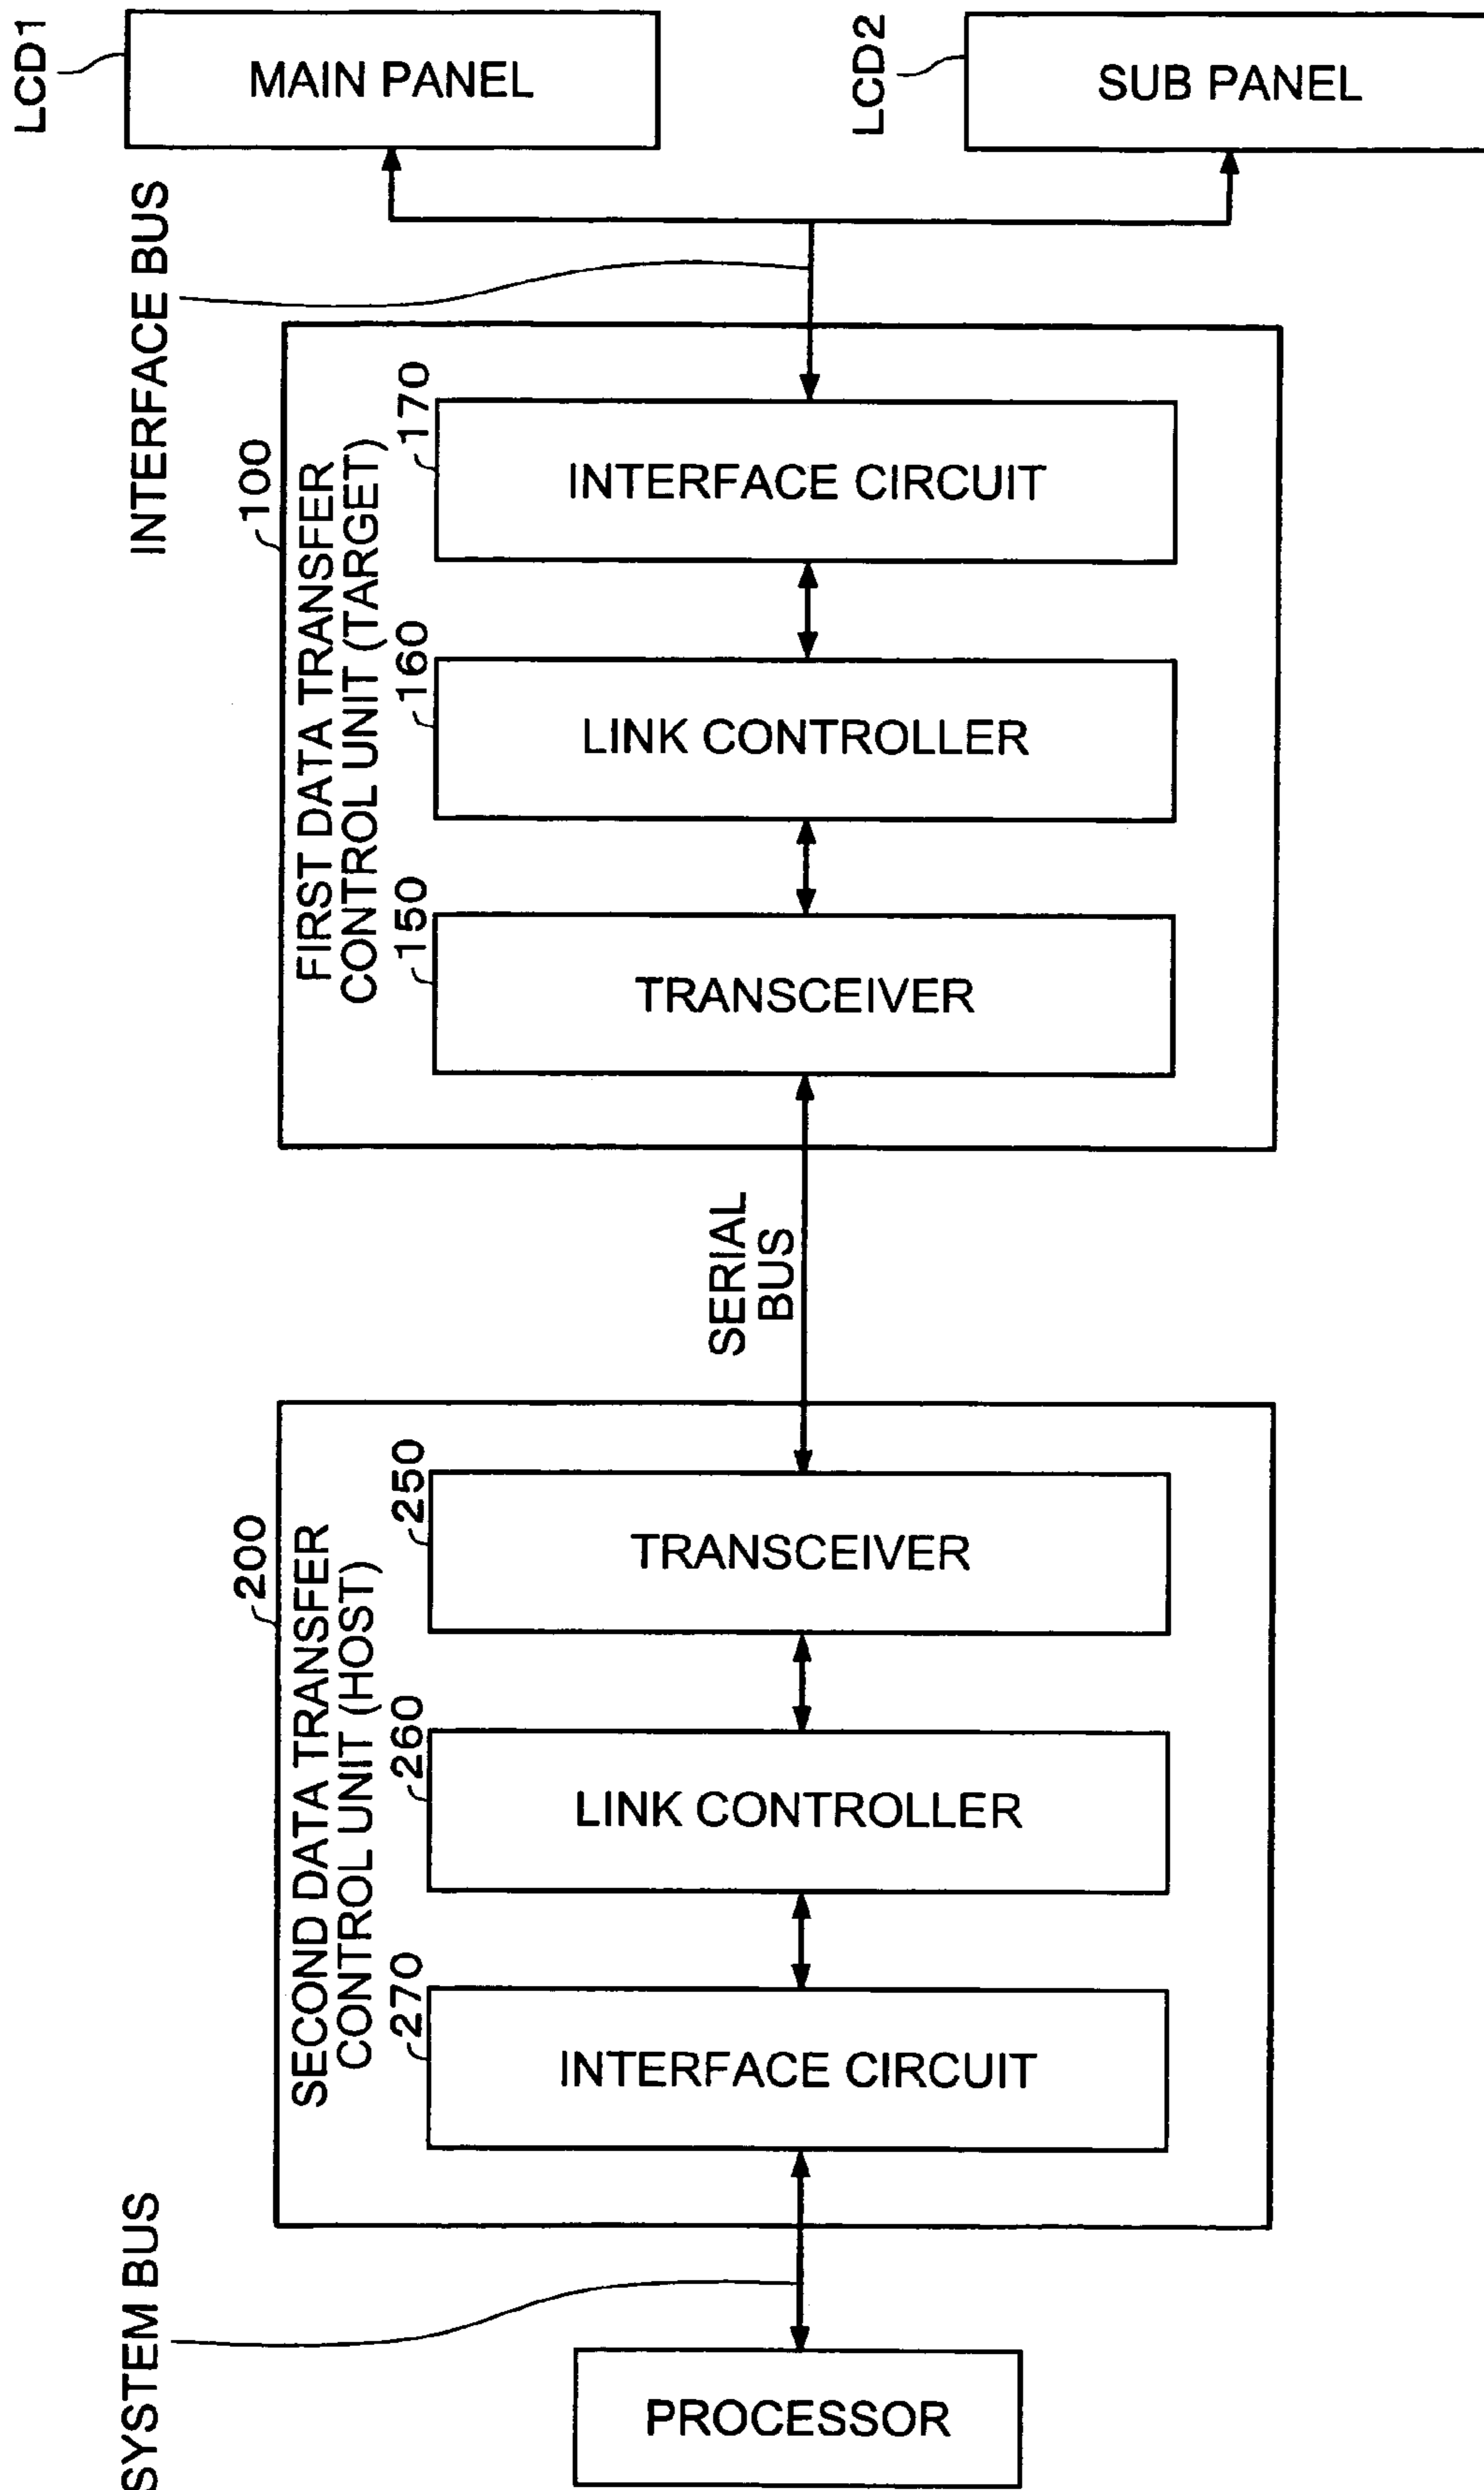 LCD1
MAIN PANEL
LCD2
SUB PANEL
INTERFACE BUS
100
FIRST DATA TRANSFER
CONTROL UNIT (TARGET)
170
INTERFACE CIRCUIT
160
LINK CONTROLLER
150
TRANSCEIVER
SERIAL
BUS
200
SECOND DATA TRANSFER
CONTROL UNIT (HOST)
250
TRANSCEIVER
260
LINK CONTROLLER
270
INTERFACE CIRCUIT
SYSTEM BUS
PROCESSOR